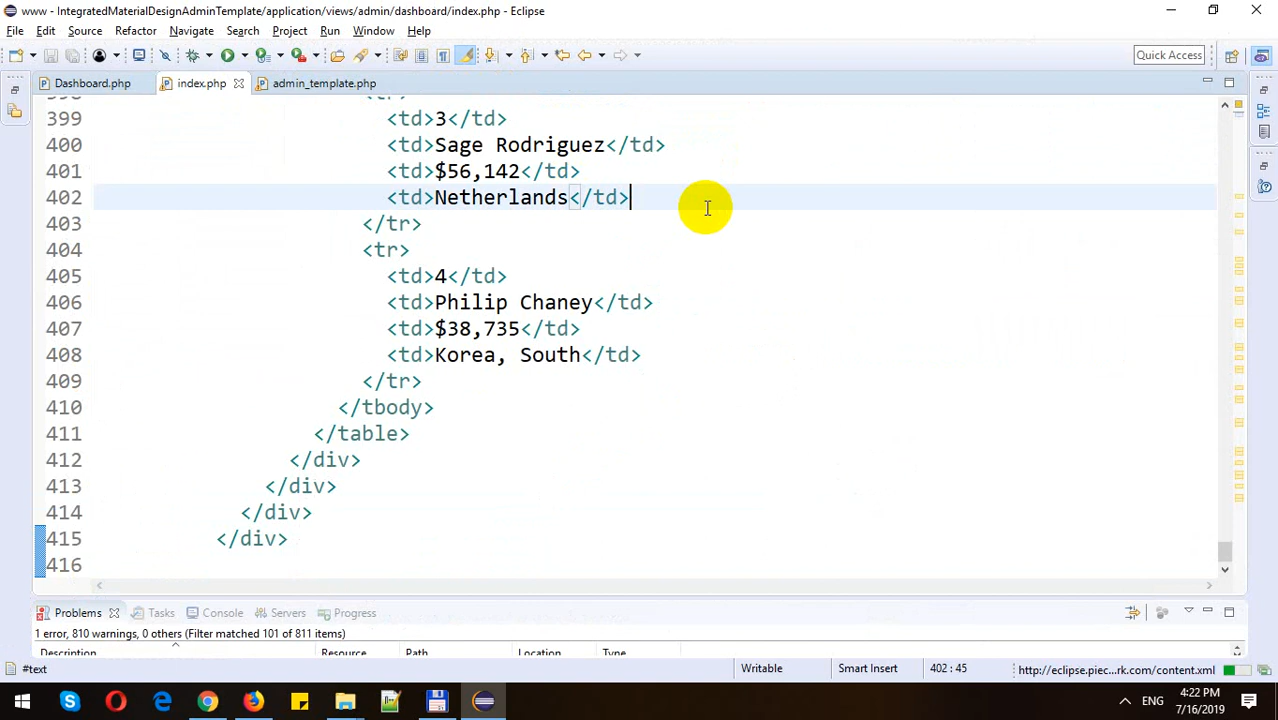 www - IntegratedMaterialDesignAdminTemplate/application/views/admin/dashboard/index.php - Eclipse
File Edit Source Refactor Navigate Search Project Run Window Help
Quick Access
Dashboard.php index.php admin_template.php
398 <tr>
399 <td>3</td>
400 <td>Sage Rodriguez</td>
401 <td>$56,142</td>
402 <td>Netherlands</td>
403 </tr>
404 <tr>
405 <td>4</td>
406 <td>Philip Chaney</td>
407 <td>$38,735</td>
408 <td>Korea, South</td>
409 </tr>
410 </tbody>
411 </table>
412 </div>
413 </div>
414 </div>
415 </div>
416
Problems Tasks Console Servers Progress
1 error, 810 warnings, 0 others (Filter matched 101 of 811 items)
Description Resource Path Location Type
#text Writable Smart Insert 402 : 45 http://eclipse.piec...rk.com/content.xml
ENG 4:22 PM
7/16/2019